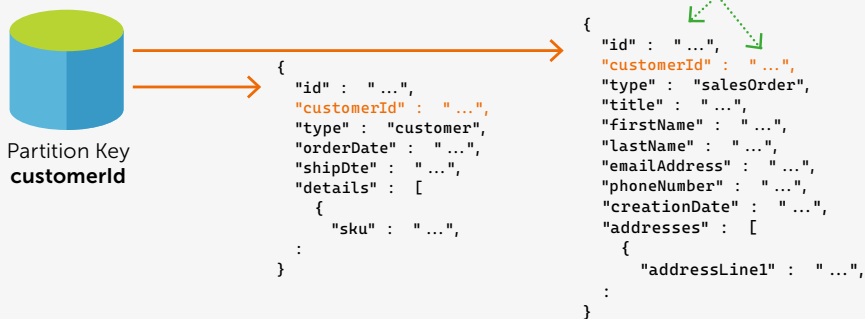 Partition Key
customerId
{
"id" : "...",
"customerId" : "...",
"type" : "customer",
"orderDate" : "...",
"shipDte" : "...",
"details" : [
{
"sku" : "...",
:
}
{
"id" : "...",
"customerId" : "...",
"type" : "salesOrder",
"title" : "...",
"firstName" : "...",
"lastName" : "...",
"emailAddress" : "...",
"phoneNumber" : "...",
"creationDate" : "...",
"addresses" : [
{
"addressLine1" : "...",
:
}